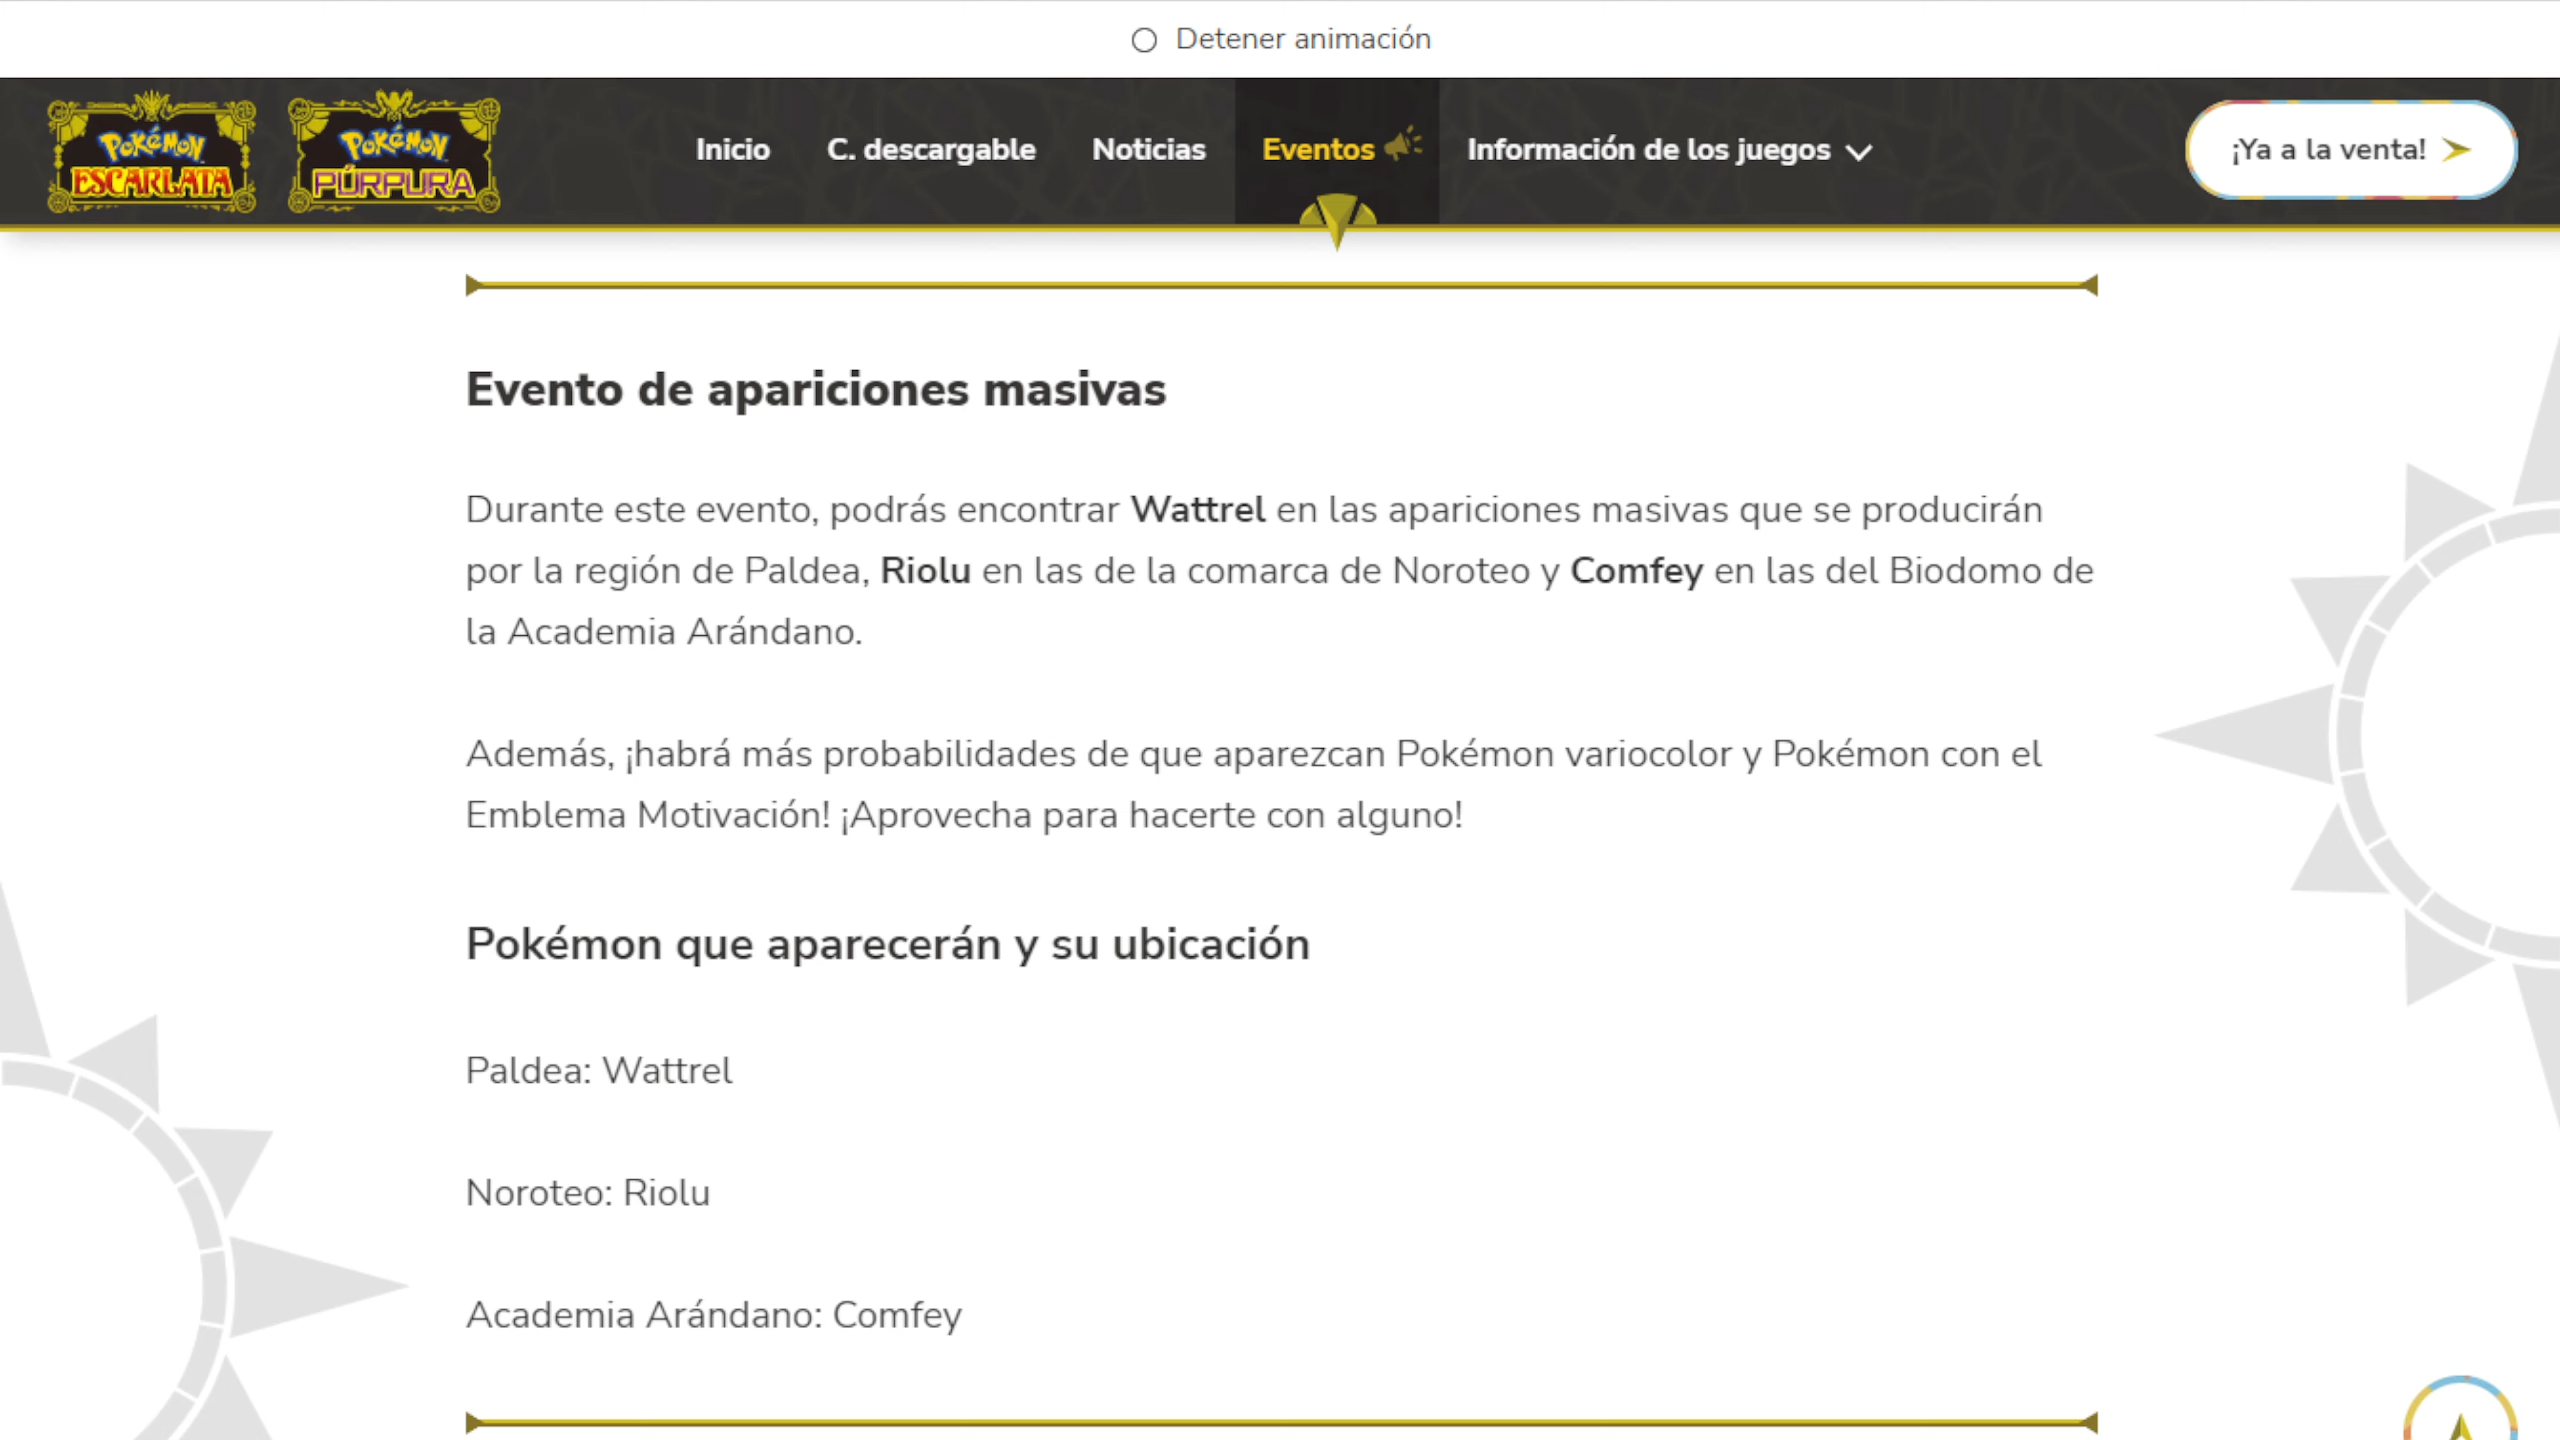 Detener animación
Pokémon
ESCARLATA
Pokémon
PÚRPURA
Inicio
C. descargable
Noticias
Eventos
Información de los juegos
¡Ya a la venta!
Evento de apariciones masivas
Durante este evento, podrás encontrar Wattrel en las apariciones masivas que se producirán
por la región de Paldea, Riolu en las de la comarca de Noroteo y Comfey en las del Biodomo de
la Academia Arándano.
Además, ¡habrá más probabilidades de que aparezcan Pokémon variocolor y Pokémon con el
Emblema Motivación! ¡Aprovecha para hacerte con alguno!
Pokémon que aparecerán y su ubicación
Paldea: Wattrel
Noroteo: Riolu
Academia Arándano: Comfey